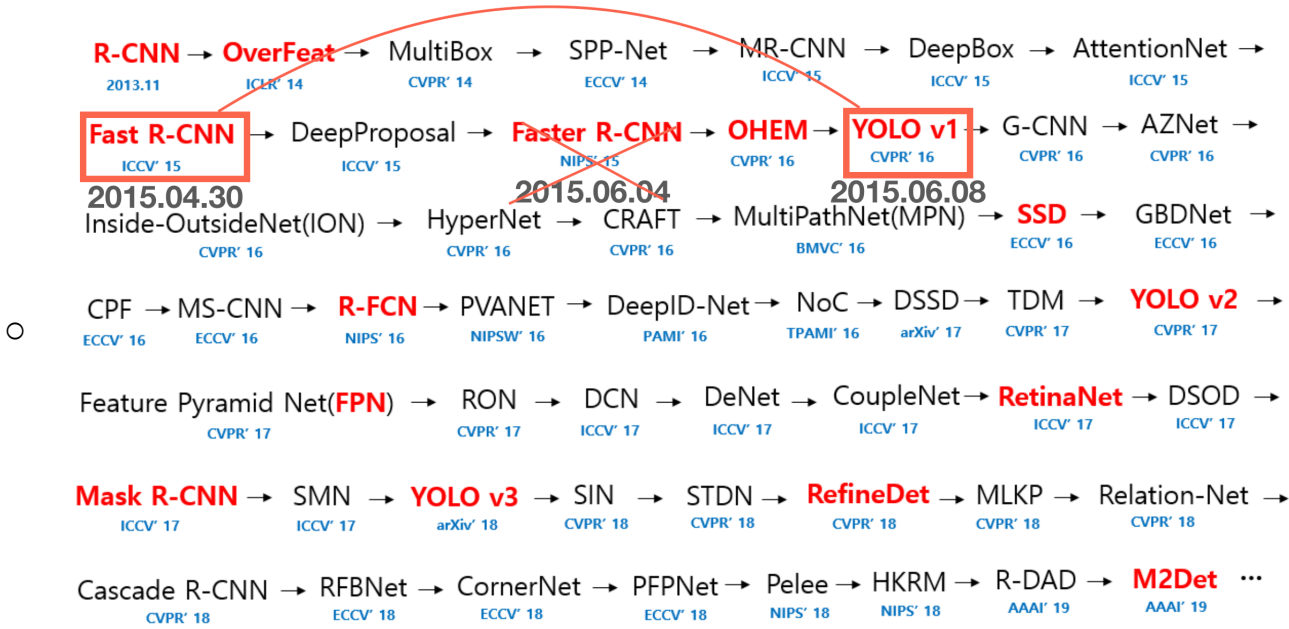 R-CNN → OverFeat → MultiBox → SPP-Net → MR-CNN → DeepBox → AttentionNet →
2013.11 ICLR' 14 CVPR' 14 ECCV' 14 ICCV' 15 ICCV' 15 ICCV' 15
Fast R-CNN → DeepProposal → Faster R-CNN → OHEM → YOLO v1 → G-CNN → AZNet →
ICCV' 15 ICCV' 15 NIPS' 15 CVPR' 16 CVPR' 16 CVPR' 16 CVPR' 16
2015.04.30 2015.06.04 2015.06.08
Inside-OutsideNet(ION) → HyperNet → CRAFT → MultiPathNet(MPN) → SSD → GBDNet →
CVPR' 16 CVPR' 16 CVPR' 16 BMVC' 16 ECCV' 16 ECCV' 16
CPF → MS-CNN → R-FCN → PVANET → DeepID-Net → NoC → DSSD → TDM → YOLO v2 →
ECCV' 16 ECCV' 16 NIPS' 16 NIPSW' 16 PAMI' 16 TPAMI' 16 arXiv' 17 CVPR' 17 CVPR' 17
Feature Pyramid Net(FPN) → RON → DCN → DeNet → CoupleNet → RetinaNet → DSOD →
CVPR' 17 CVPR' 17 ICCV' 17 ICCV' 17 ICCV' 17 ICCV' 17 ICCV' 17
Mask R-CNN → SMN → YOLO v3 → SIN → STDN → RefineDet → MLKP → Relation-Net →
ICCV' 17 ICCV' 17 arXiv' 18 CVPR' 18 CVPR' 18 CVPR' 18 CVPR' 18 CVPR' 18
Cascade R-CNN → RFBNet → CornerNet → PFPNet → Pelee → HKRM → R-DAD → M2Det ⋯
CVPR' 18 ECCV' 18 ECCV' 18 ECCV' 18 NIPS' 18 NIPS' 18 AAAI' 19 AAAI' 19